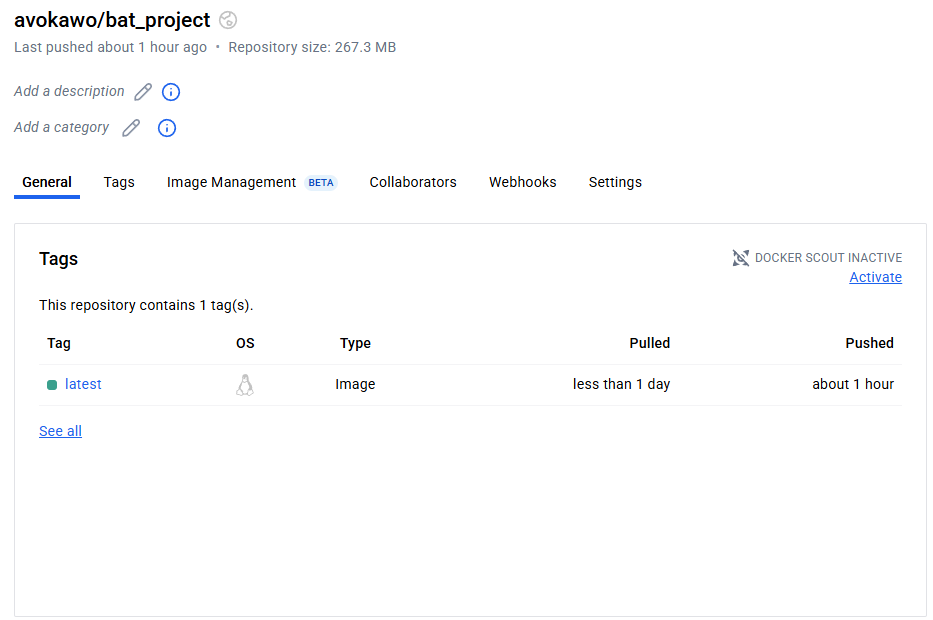 avokawo/bat_project
Last pushed about 1 hour ago • Repository size: 267.3 MB
Add a description
Add a category
General Tags Image Management BETA Collaborators Webhooks Settings
Tags
DOCKER SCOUT INACTIVE
Activate
This repository contains 1 tag(s).
Tag OS Type Pulled Pushed
latest Image less than 1 day about 1 hour
See all